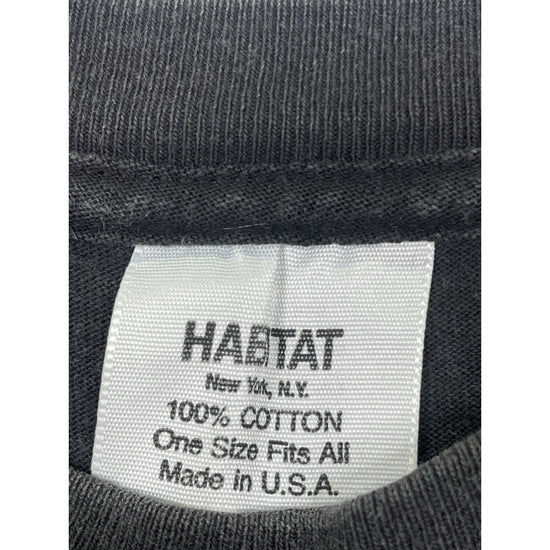 HABITAT
New York, N.Y.
100% COTTON
One Size Fits All
Made in U.S.A.